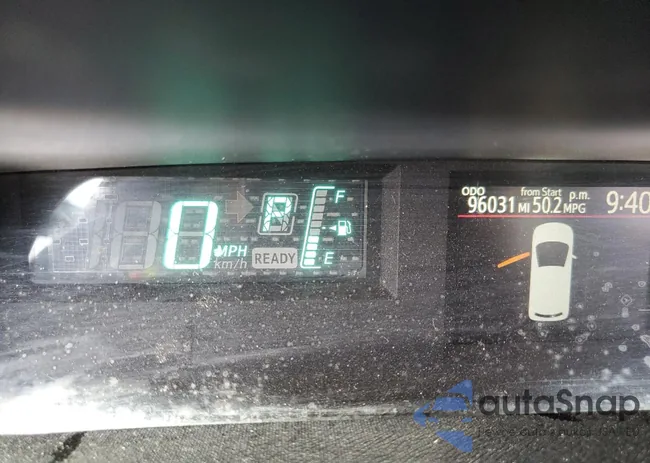 0 MPH
km/h
P
READY
F
E
ODO from Start p.m.
96031 MI 50.2 MPG 9:40
autoSnap